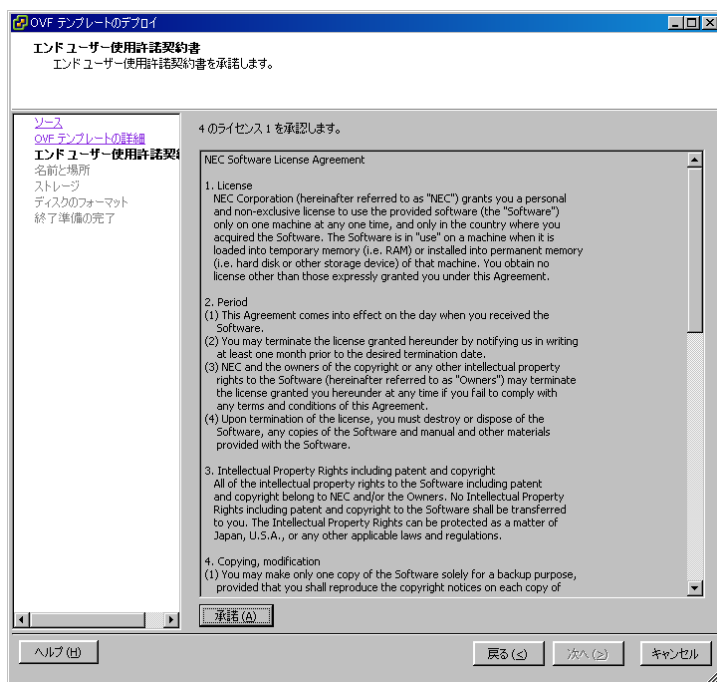 OVF テンプレートのデプロイ
エンド ユーザー使用許諾契約書
エンド ユーザー使用許諾契約書を承諾します。
ソース
OVF テンプレートの詳細
エンド ユーザー使用許諾契
名前と場所
ストレージ
ディスクのフォーマット
終了準備の完了
4 のライセンス 1 を承認します。
NEC Software License Agreement
1. License
NEC Corporation (hereinafter referred to as "NEC") grants you a personal
and non-exclusive license to use the provided software (the "Software")
only on one machine at any one time, and only in the country where you
acquired the Software. The Software is in "use" on a machine when it is
loaded into temporary memory (i.e. RAM) or installed into permanent memory
(i.e. hard disk or other storage device) of that machine. You obtain no
license other than those expressly granted you under this Agreement.
2. Period
(1) This Agreement comes into effect on the day when you received the
Software.
(2) You may terminate the license granted hereunder by notifying us in writing
at least one month prior to the desired termination date.
(3) NEC and the owners of the copyright or any other intellectual property
rights to the Software (hereinafter referred to as "Owners") may terminate
the license granted you hereunder at any time if you fail to comply with
any terms and conditions of this Agreement.
(4) Upon termination of the license, you must destroy or dispose of the
Software, any copies of the Software and manual and other materials
provided with the Software.
3. Intellectual Property Rights including patent and copyright
All of the intellectual property rights to the Software including patent
and copyright belong to NEC and/or the Owners. No Intellectual Property
Rights including patent and copyright to the Software shall be transferred
to you. The Intellectual Property Rights can be protected as a matter of
Japan, U.S.A., or any other applicable laws and regulations.
4. Copying, modification
(1) You may make only one copy of the Software solely for a backup purpose,
provided that you shall reproduce the copyright notices on each copy of
承諾(A)
ヘルプ(H)
戻る(<)
次へ(>)
キャンセル